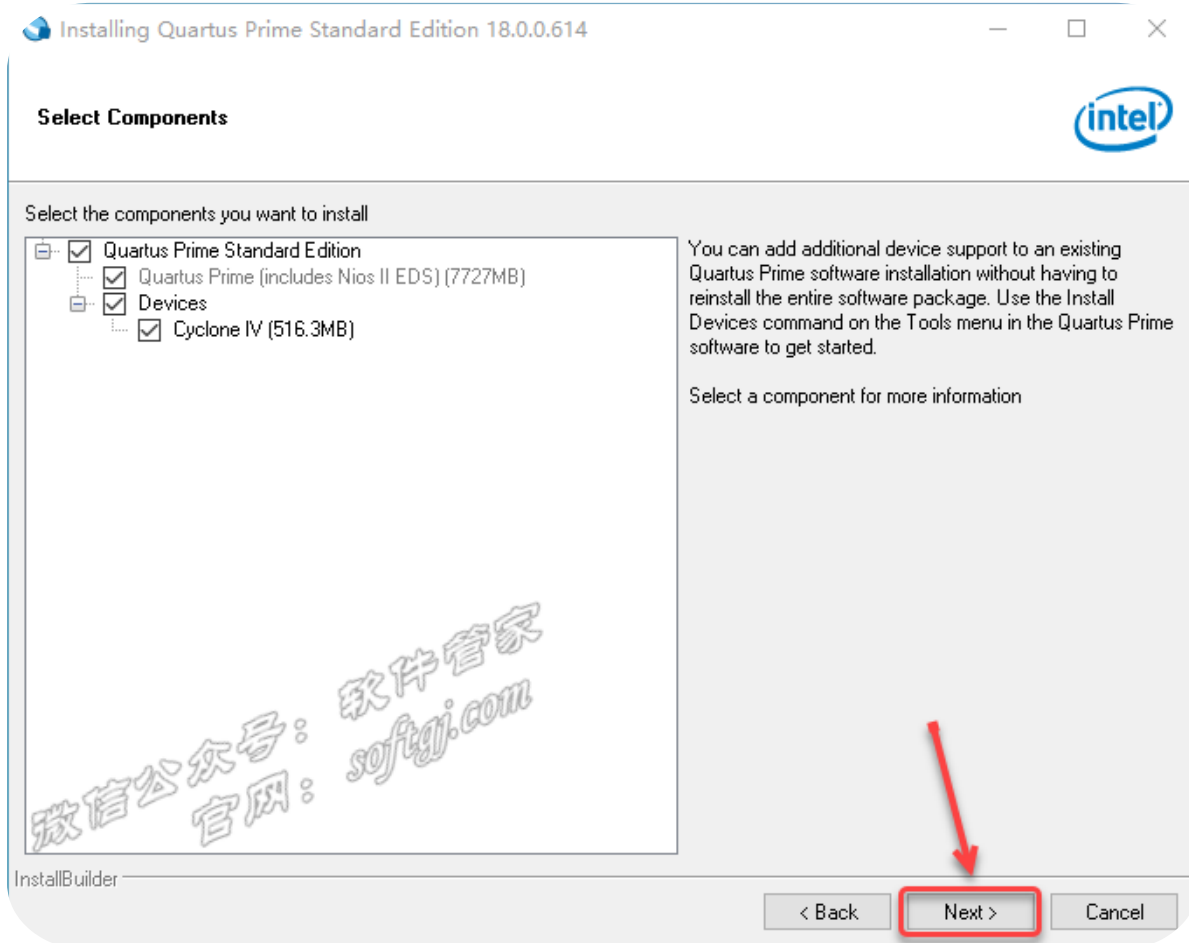 Installing Quartus Prime Standard Edition 18.0.0.614
Select Components
intel
Select the components you want to install
Quartus Prime Standard Edition
Quartus Prime (includes Nios II EDS) (7727MB)
Devices
Cyclone IV (516.3MB)
You can add additional device support to an existing
Quartus Prime software installation without having to
reinstall the entire software package. Use the Install
Devices command on the Tools menu in the Quartus Prime
software to get started.
Select a component for more information
微信公众号：软件管家
官网：softgj.com
InstallBuilder
< Back
Next >
Cancel